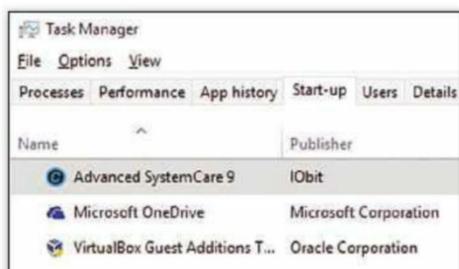 Task Manager
File Options View
Processes Performance App history Start-up Users Details
Name Publisher
Advanced SystemCare 9 IObit
Microsoft OneDrive Microsoft Corporation
VirtualBox Guest Additions T... Oracle Corporation